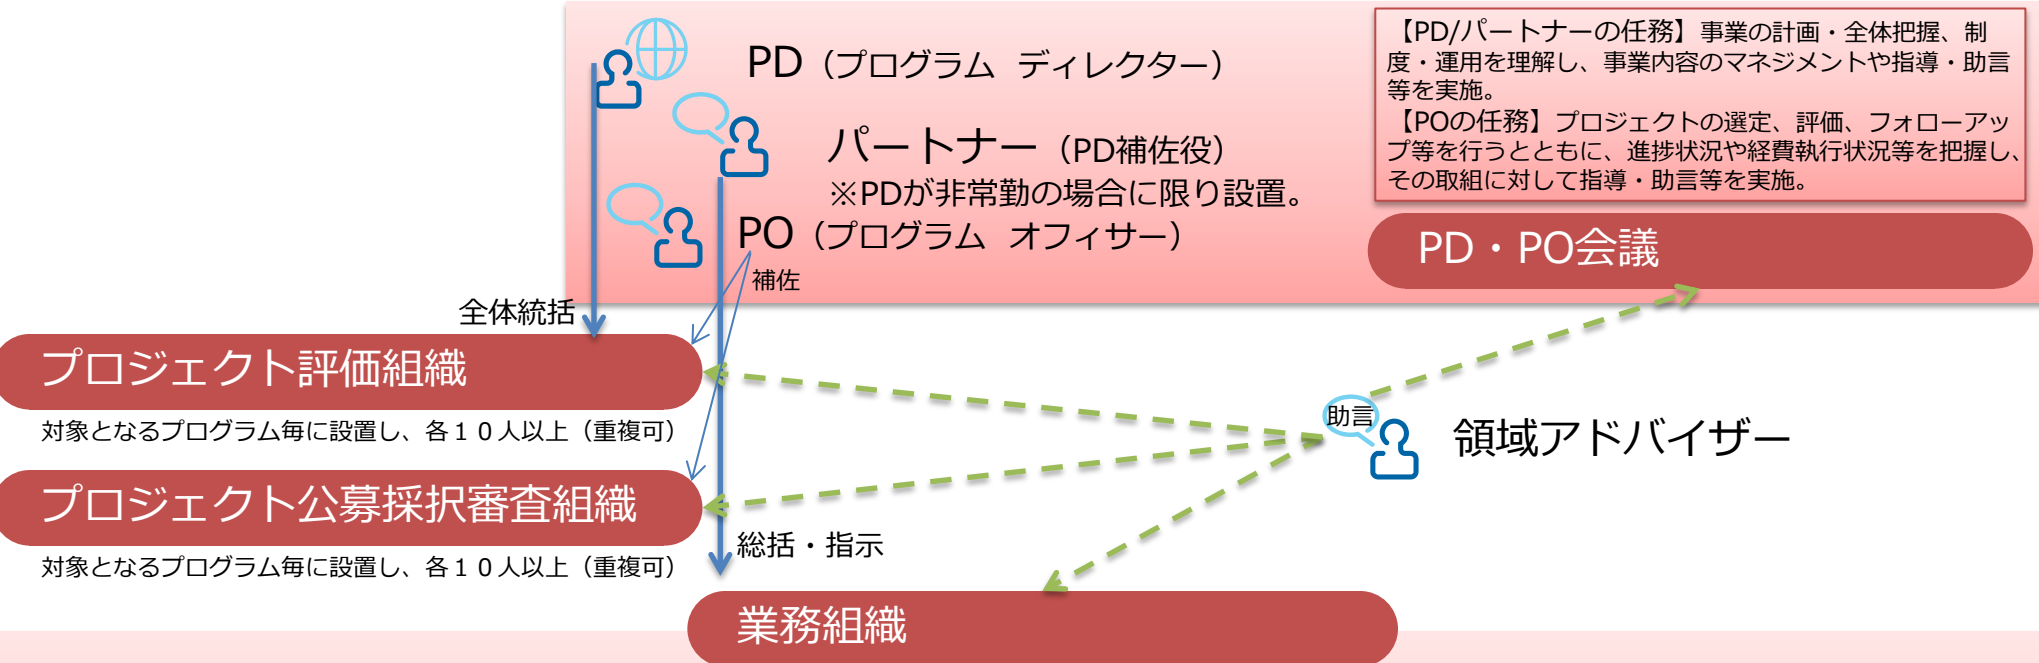 PD（プログラム ディレクター）
パートナー（PD補佐役）
※PDが非常勤の場合に限り設置。
PO（プログラム オフィサー）
補佐
【PD/パートナーの任務】事業の計画・全体把握、制
度・運用を理解し、事業内容のマネジメントや指導・助言
等を実施。
【POの任務】プロジェクトの選定、評価、フォローアッ
プ等を行うとともに、進捗状況や経費執行状況等を把握し、
その取組に対して指導・助言等を実施。
PD・PO会議
全体統括
プロジェクト評価組織
対象となるプログラム毎に設置し、各１０人以上（重複可）
助言
領域アドバイザー
プロジェクト公募採択審査組織
対象となるプログラム毎に設置し、各１０人以上（重複可）
総括・指示
業務組織